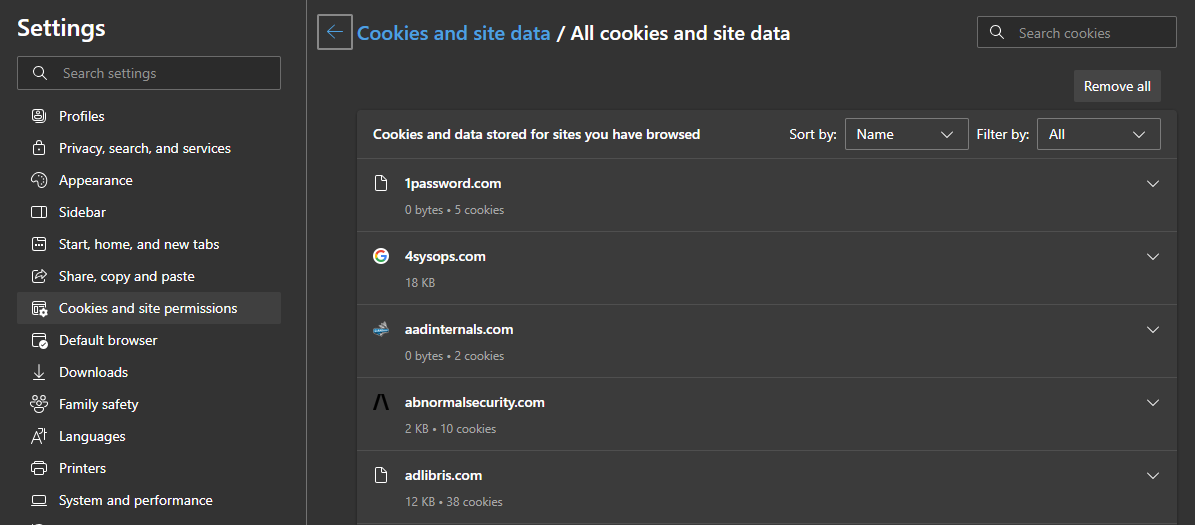 Settings
Search settings
Profiles
Privacy, search, and services
Appearance
Sidebar
Start, home, and new tabs
Share, copy and paste
Cookies and site permissions
Default browser
Downloads
Family safety
Languages
Printers
System and performance
Cookies and site data / All cookies and site data
Search cookies
Remove all
Cookies and data stored for sites you have browsed
Sort by: Name Filter by: All
1password.com
0 bytes • 5 cookies
4sysops.com
18 KB
aadinternals.com
0 bytes • 2 cookies
abnormalsecurity.com
2 KB • 10 cookies
adlibris.com
12 KB • 38 cookies